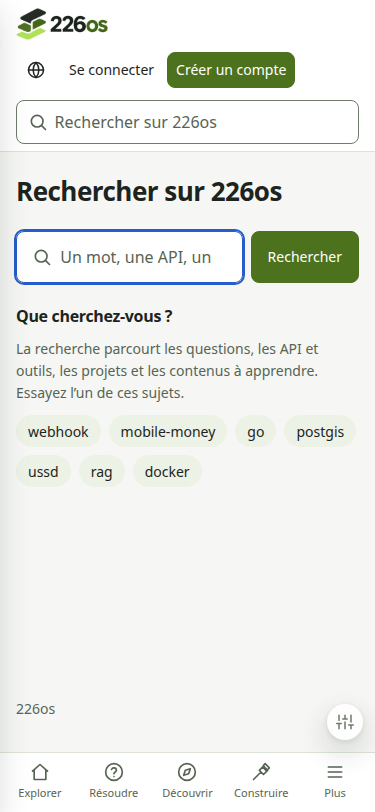 226os
Se connecter
Créer un compte
Rechercher sur 226os
Rechercher sur 226os
Un mot, une API, un
Rechercher
Que cherchez-vous ?
La recherche parcourt les questions, les API et
outils, les projets et les contenus à apprendre.
Essayez l’un de ces sujets.
webhook mobile-money go postgis
ussd rag docker
226os
Explorer Résoudre Découvrir Construire Plus